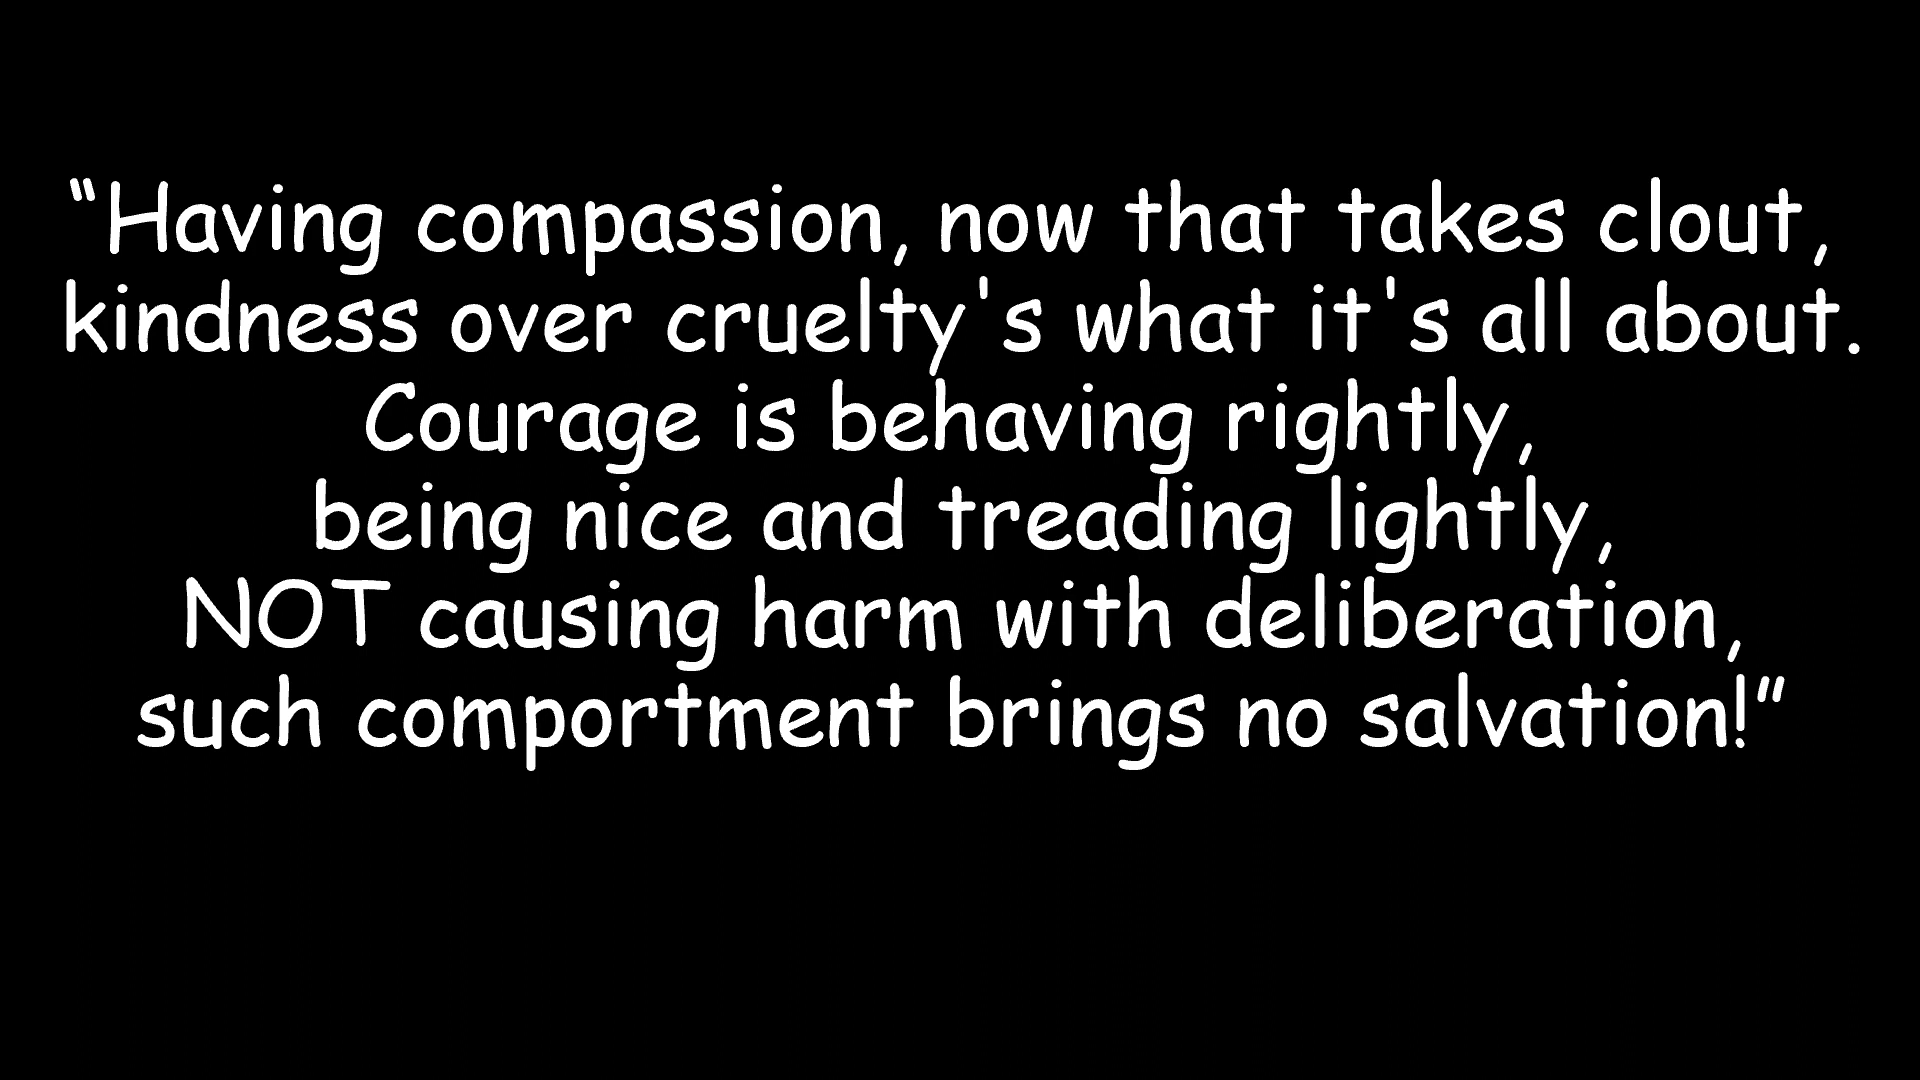 “Having compassion, now that takes clout,
kindness over cruelty's what it's all about.
Courage is behaving rightly,
being nice and treading lightly,
NOT causing harm with deliberation,
such comportment brings no salvation!”